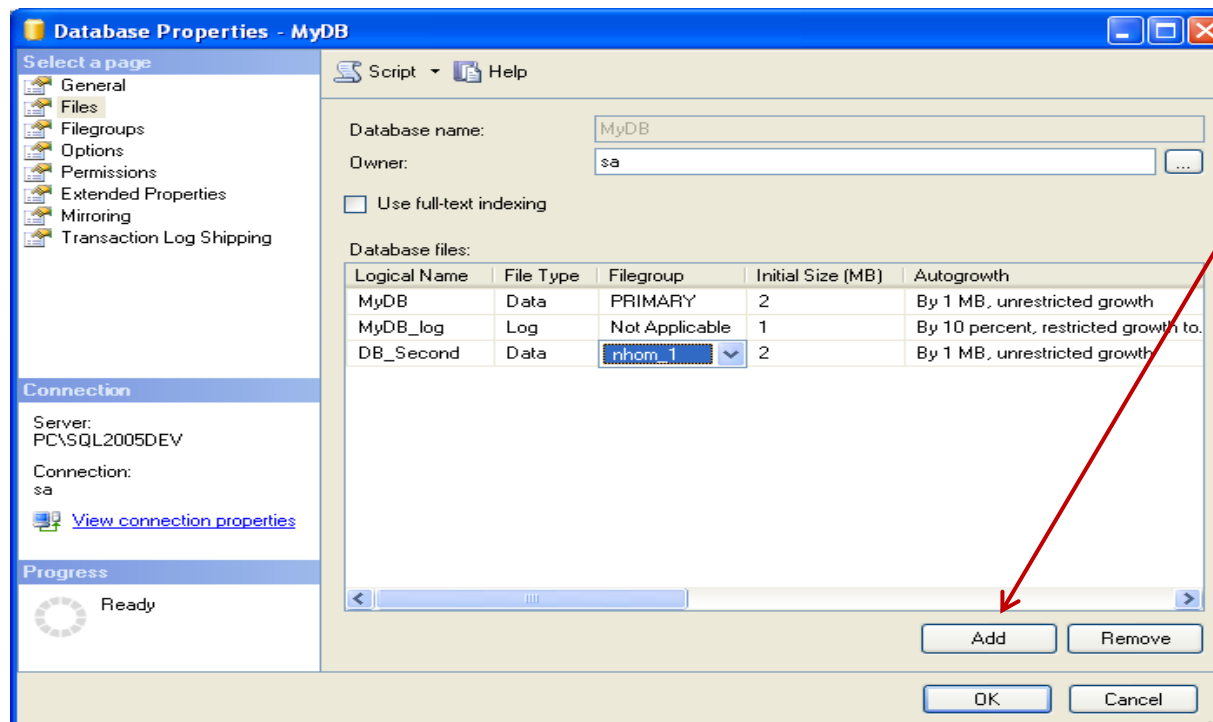 Database Properties - MyDB
Select a page
General
Files
Filegroups
Options
Permissions
Extended Properties
Mirroring
Transaction Log Shipping
Connection
Server:
PC\SQL2005DEV
Connection:
sa
View connection properties
Progress
Ready
Script Help
Database name: MyDB
Owner: sa ...
Use full-text indexing
Database files:
Logical Name File Type Filegroup Initial Size (MB) Autogrowth
MyDB Data PRIMARY 2 By 1 MB, unrestricted growth
MyDB_log Log Not Applicable 1 By 10 percent, restricted growth to.
DB_Second Data nhom_1 2 By 1 MB, unrestricted growth
Add Remove
OK Cancel